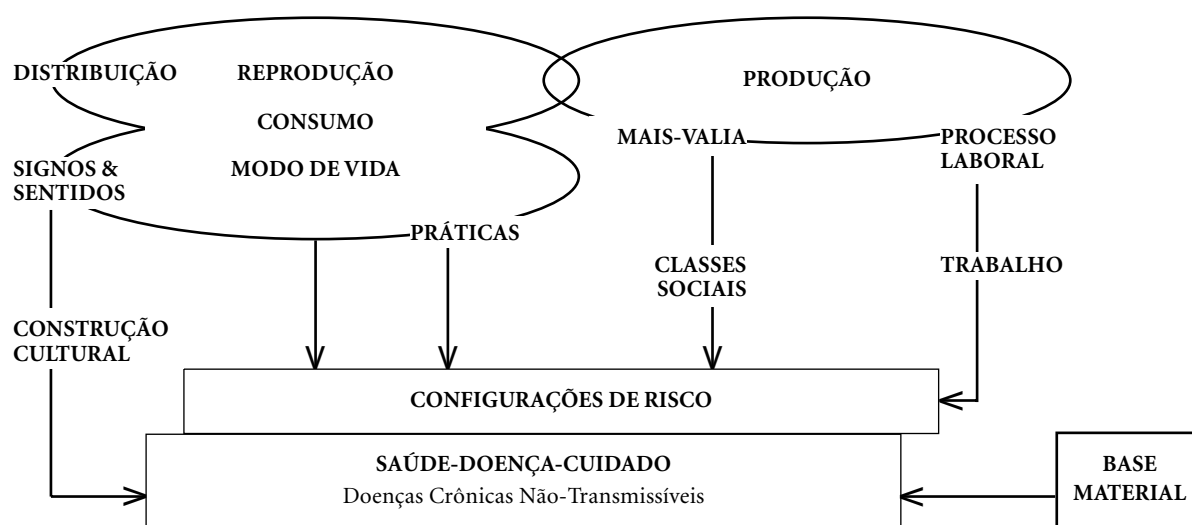 DISTRIBUIÇÃO
REPRODUÇÃO
PRODUÇÃO
CONSUMO
MAIS-VALIA
PROCESSO
LABORAL
SIGNOS &
SENTIDOS
MODO DE VIDA
PRÁTICAS
CLASSES
SOCIAIS
TRABALHO
CONSTRUÇÃO
CULTURAL
CONFIGURAÇÕES DE RISCO
SAÚDE-DOENÇA-CUIDADO
Doenças Crônicas Não-Transmissíveis
BASE
MATERIAL